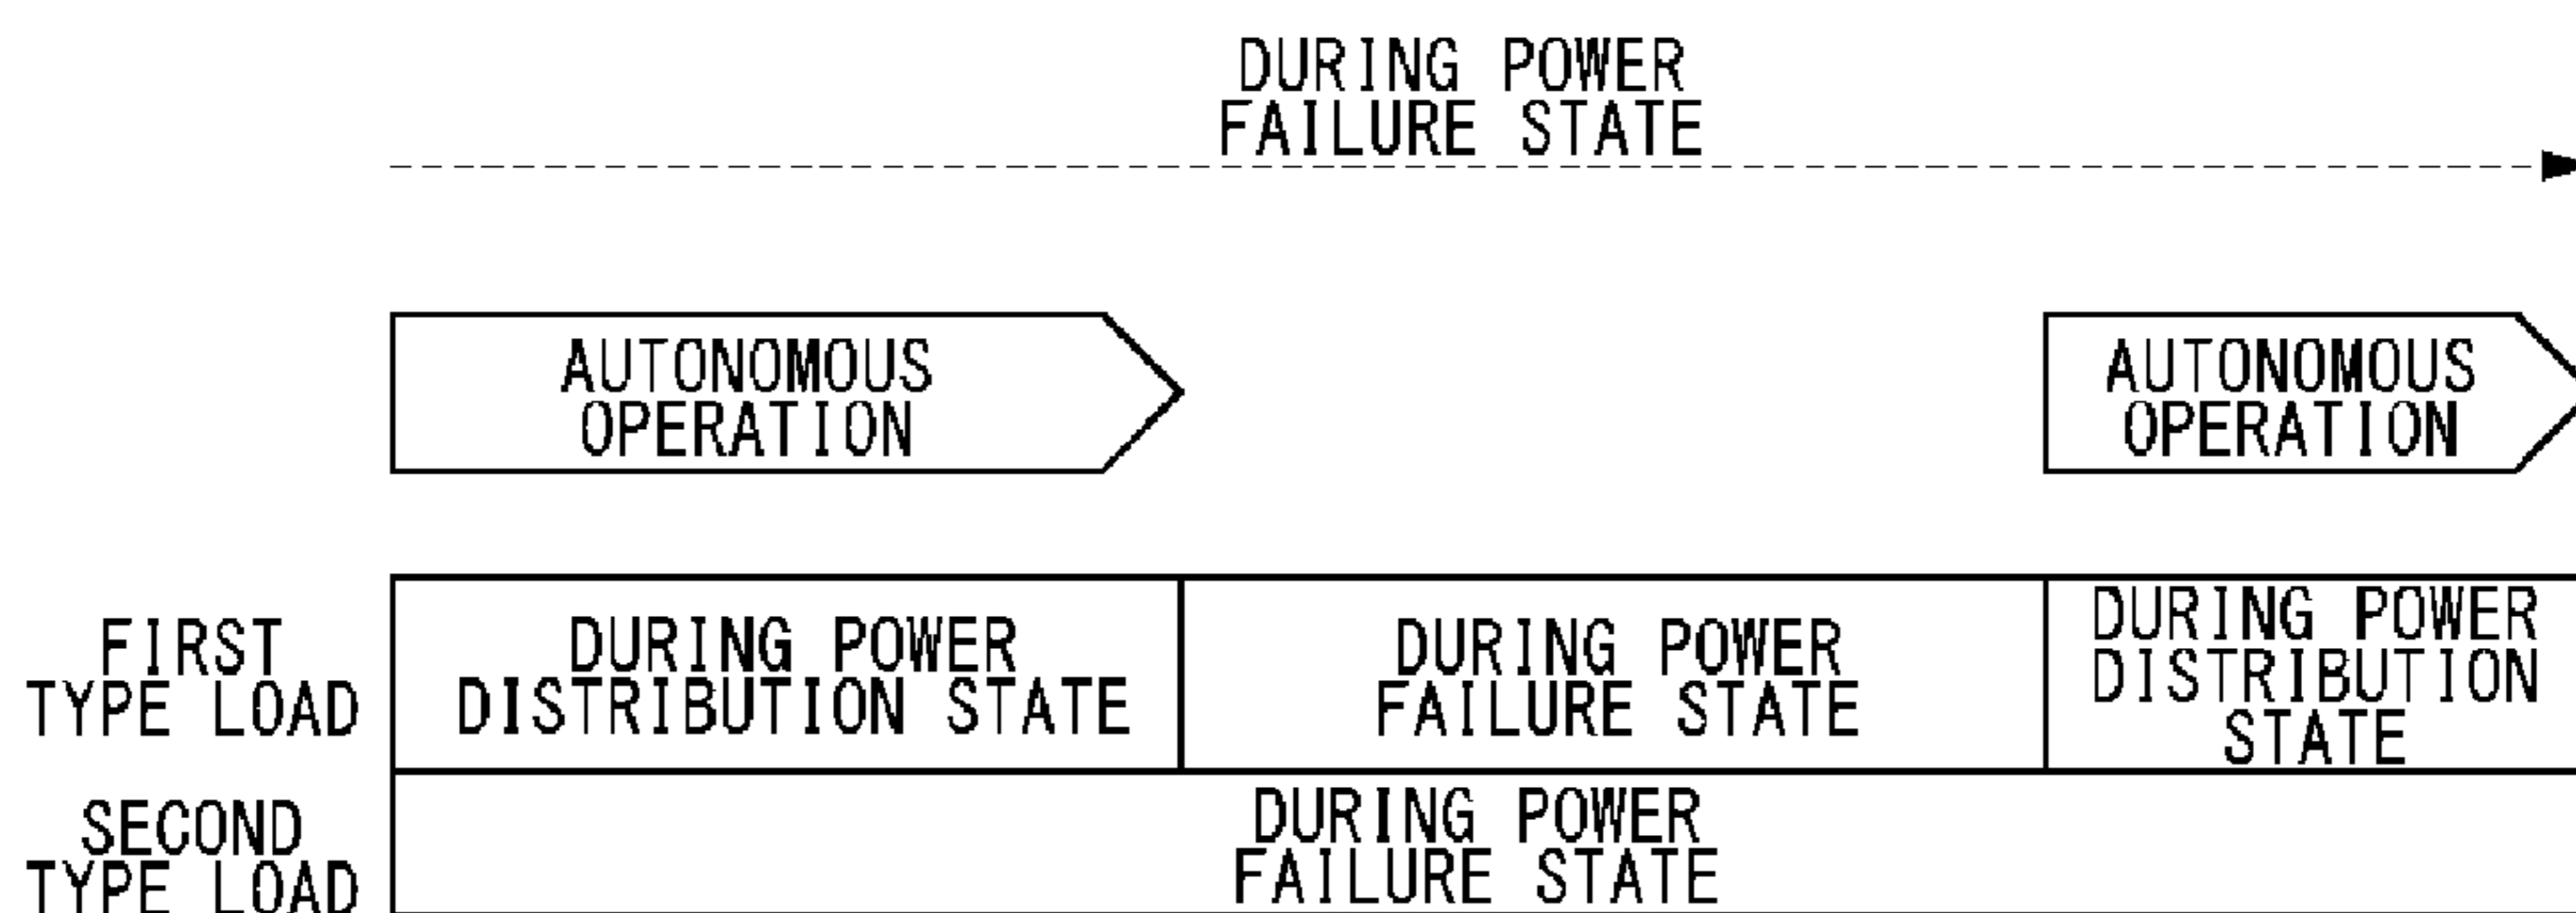 DURING POWER
FAILURE STATE
AUTONOMOUS
OPERATION
AUTONOMOUS
OPERATION
FIRST
TYPE LOAD
DURING POWER
DISTRIBUTION STATE
DURING POWER
FAILURE STATE
DURING POWER
DISTRIBUTION
STATE
SECOND
TYPE LOAD
DURING POWER
FAILURE STATE